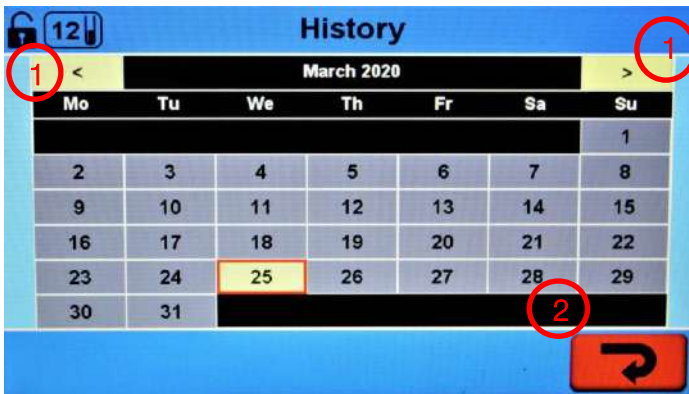 12 History
1 < March 2020 > 1
Mo Tu We Th Fr Sa Su
1
2 3 4 5 6 7 8
9 10 11 12 13 14 15
16 17 18 19 20 21 22
23 24 25 26 27 28 29
30 31
2